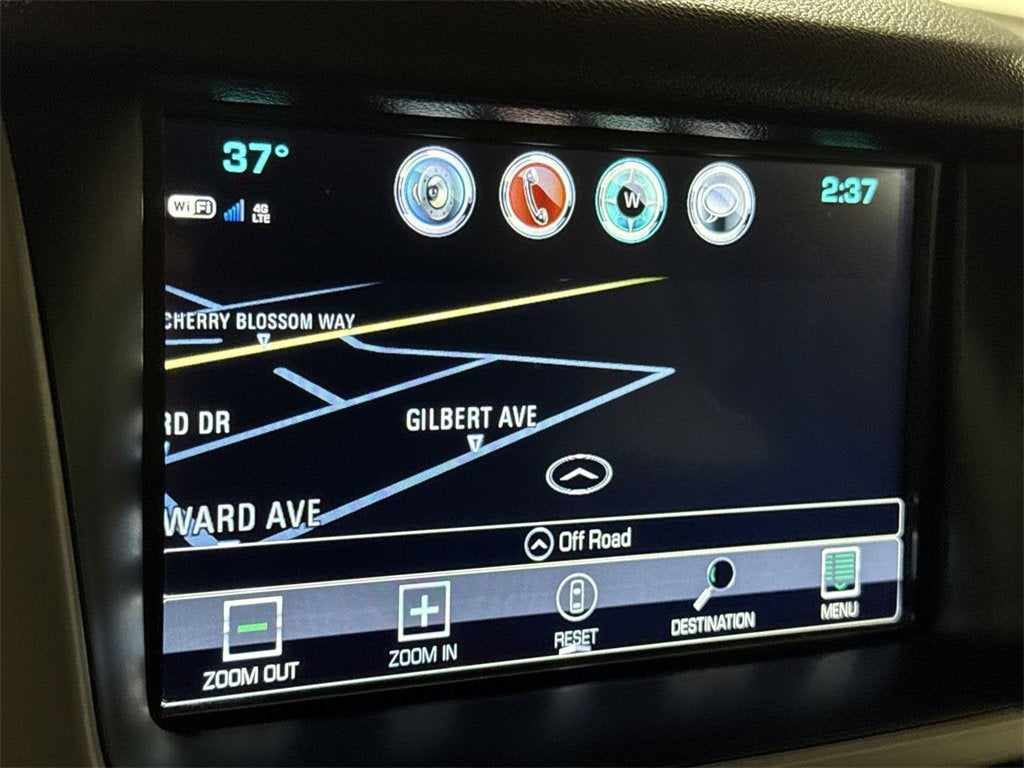 37°
2:37
WiFi
4G
LTE
W
CHERRY BLOSSOM WAY
RD DR
GILBERT AVE
WARD AVE
Off Road
ZOOM OUT
ZOOM IN
RESET
DESTINATION
MENU